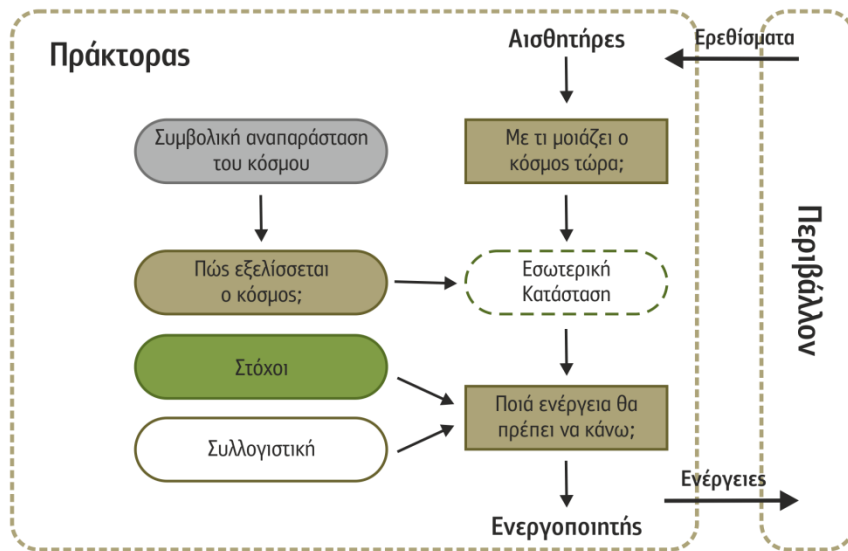 Πράκτορας
Αισθητήρες
Ερεθίσματα
Συμβολική αναπαράσταση
του κόσμου
Με τι μοιάζει ο
κόσμος τώρα;
Πώς εξελίσσεται
ο κόσμος;
Εσωτερική
Κατάσταση
Στόχοι
Συλλογιστική
Ποιά ενέργεια θα
πρέπει να κάνω;
Ενεργοποιητής
Ενέργειες
Περιβάλλον